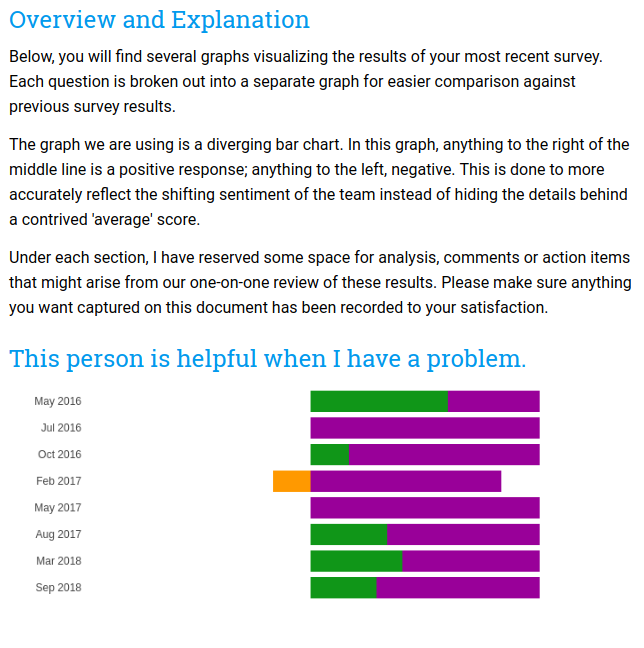 Overview and Explanation
Below, you will find several graphs visualizing the results of your most recent survey.
Each question is broken out into a separate graph for easier comparison against
previous survey results.
The graph we are using is a diverging bar chart. In this graph, anything to the right of the
middle line is a positive response; anything to the left, negative. This is done to more
accurately reflect the shifting sentiment of the team instead of hiding the details behind
a contrived 'average' score.
Under each section, I have reserved some space for analysis, comments or action items
that might arise from our one-on-one review of these results. Please make sure anything
you want captured on this document has been recorded to your satisfaction.
This person is helpful when I have a problem.
May 2016
Jul 2016
Oct 2016
Feb 2017
May 2017
Aug 2017
Mar 2018
Sep 2018